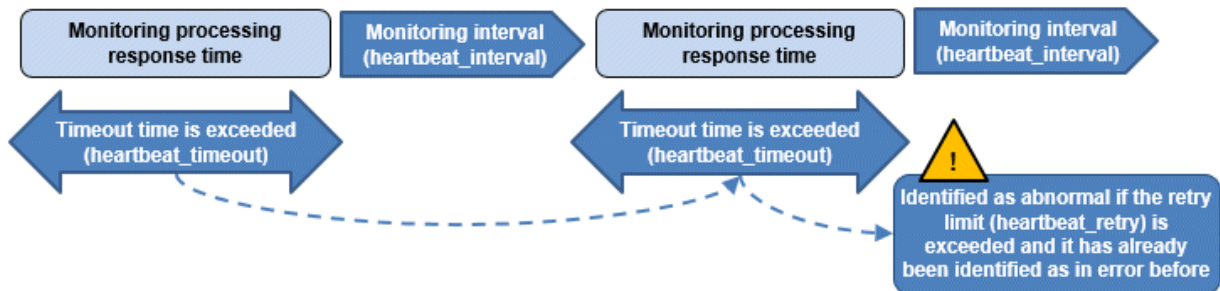 Monitoring processing
response time
Monitoring interval
(heartbeat_interval)
Monitoring processing
response time
Monitoring interval
(heartbeat_interval)
Timeout time is exceeded
(heartbeat_timeout)
Timeout time is exceeded
(heartbeat_timeout)
!
Identified as abnormal if the retry
limit (heartbeat_retry) is
exceeded and it has already
been identified as in error before